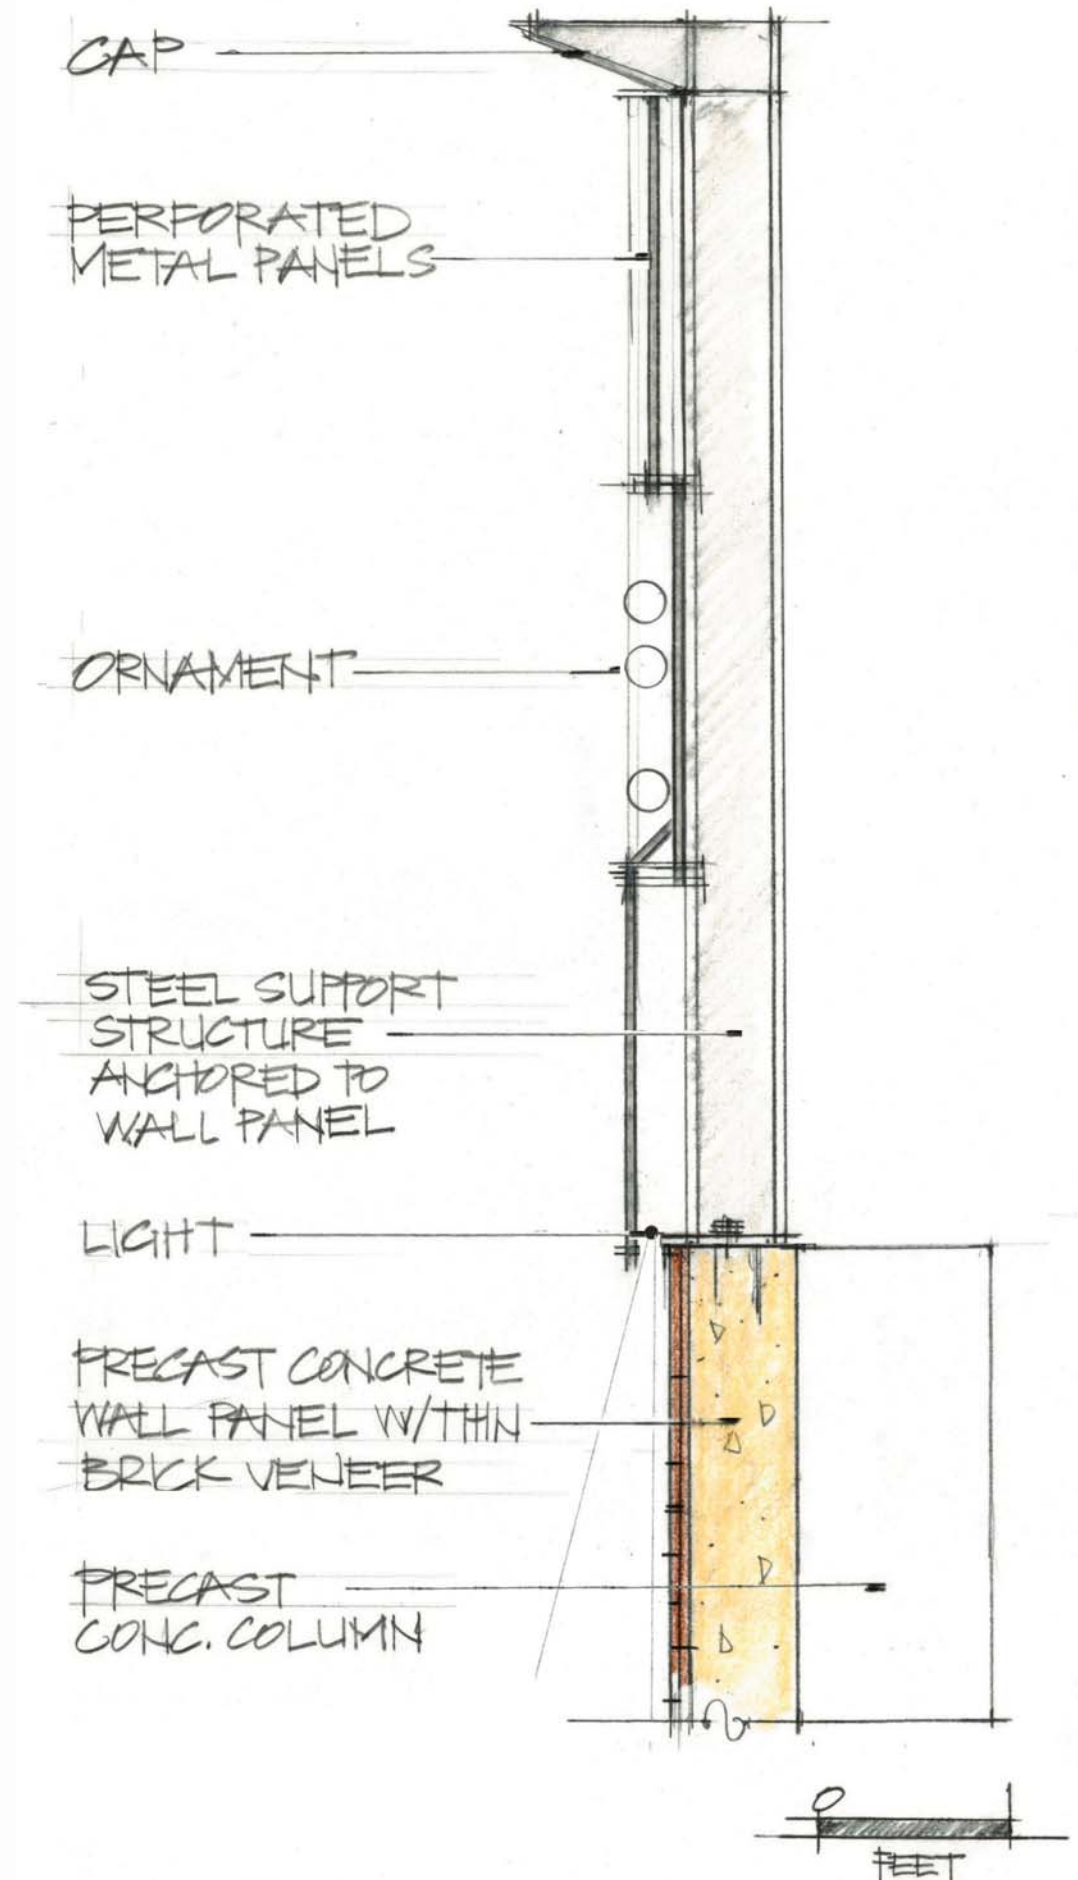 CAP
PERFORATED
METAL PANELS
ORNAMENT
STEEL SUPPORT
STRUCTURE
ANCHORED TO
WALL PANEL
LIGHT
PRECAST CONCRETE
WALL PANEL W/THIN
BRICK VENEER
PRECAST
CONC. COLUMN
0 1
FEET